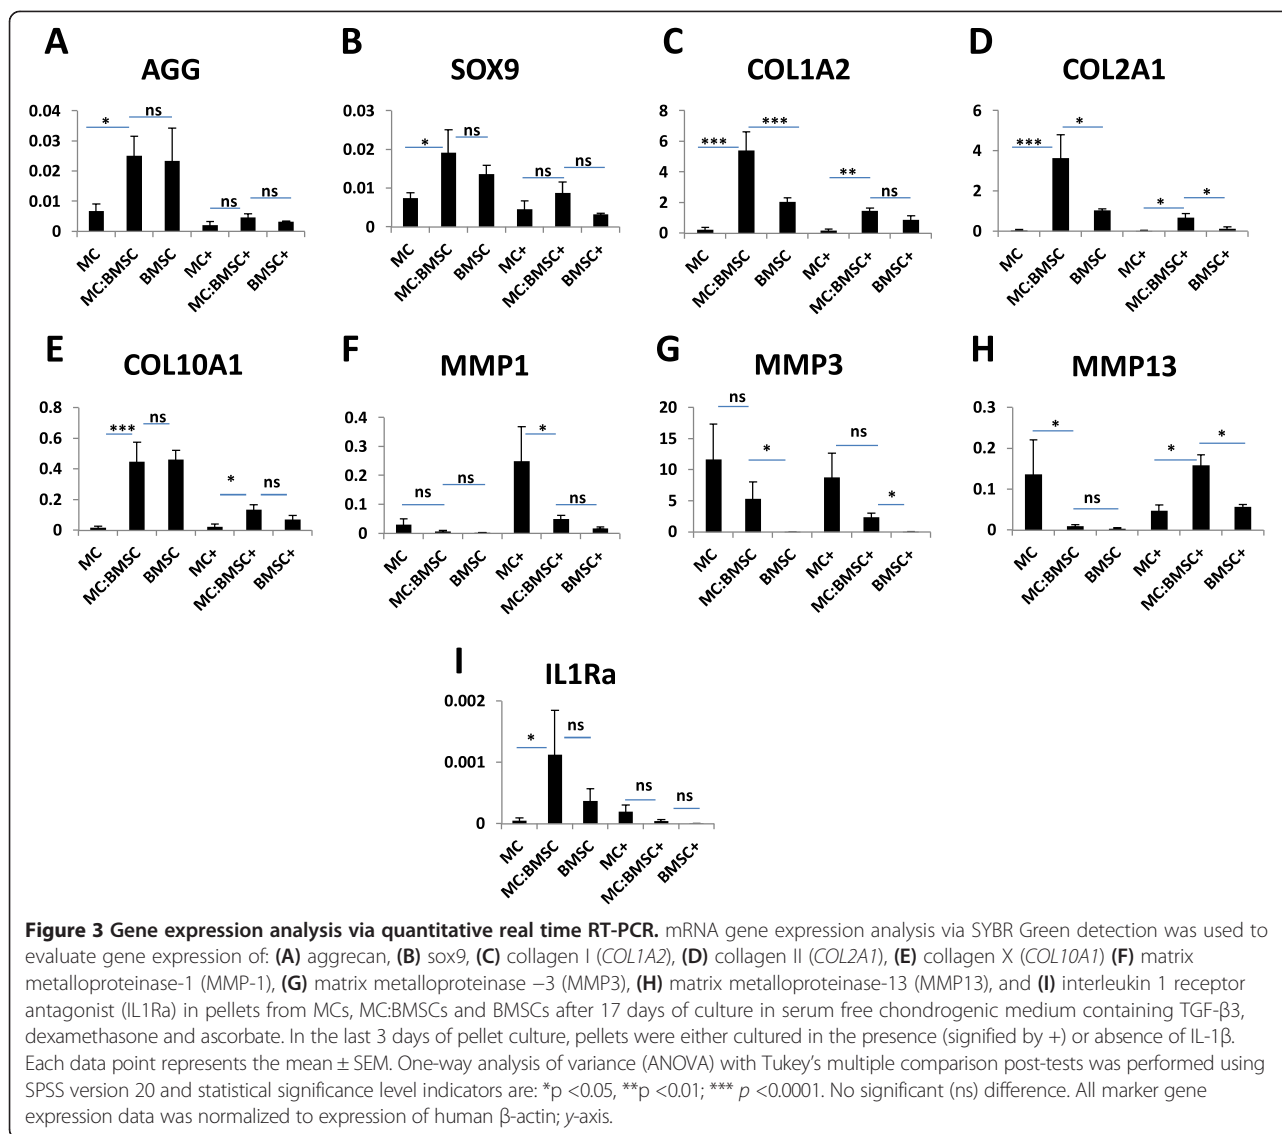 A
AGG
0.04
0.03
0.02
0.01
0
*
ns
ns
ns
MC
MC:BMSC
BMSC
MC+
MC:BMSC+
BMSC+
B
SOX9
0.03
0.02
0.01
0
*
ns
ns
ns
MC
MC:BMSC
BMSC
MC+
MC:BMSC+
BMSC+
C
COL1A2
8
6
4
2
0
***
***
**
ns
MC
MC:BMSC
BMSC
MC+
MC:BMSC+
BMSC+
D
COL2A1
6
4
2
0
***
*
*
*
MC
MC:BMSC
BMSC
MC+
MC:BMSC+
BMSC+
E
COL10A1
0.8
0.6
0.4
0.2
0
***
ns
*
ns
MC
MC:BMSC
BMSC
MC+
MC:BMSC+
BMSC+
F
MMP1
0.4
0.3
0.2
0.1
0
ns
ns
*
ns
MC
MC:BMSC
BMSC
MC+
MC:BMSC+
BMSC+
G
MMP3
20
15
10
5
0
ns
*
ns
*
MC
MC:BMSC
BMSC
MC+
MC:BMSC+
BMSC+
H
MMP13
0.3
0.2
0.1
0
*
ns
*
*
MC
MC:BMSC
BMSC
MC+
MC:BMSC+
BMSC+
I
IL1Ra
0.002
0.001
0
*
ns
ns
ns
MC
MC:BMSC
BMSC
MC+
MC:BMSC+
BMSC+
Figure 3 Gene expression analysis via quantitative real time RT-PCR. mRNA gene expression analysis via SYBR Green detection was used to
evaluate gene expression of: (A) aggrecan, (B) sox9, (C) collagen I (COL1A2), (D) collagen II (COL2A1), (E) collagen X (COL10A1) (F) matrix
metalloproteinase-1 (MMP-1), (G) matrix metalloproteinase −3 (MMP3), (H) matrix metalloproteinase-13 (MMP13), and (I) interleukin 1 receptor
antagonist (IL1Ra) in pellets from MCs, MC:BMSCs and BMSCs after 17 days of culture in serum free chondrogenic medium containing TGF-β3,
dexamethasone and ascorbate. In the last 3 days of pellet culture, pellets were either cultured in the presence (signified by +) or absence of IL-1β.
Each data point represents the mean ± SEM. One-way analysis of variance (ANOVA) with Tukey's multiple comparison post-tests was performed using
SPSS version 20 and statistical significance level indicators are: *p <0.05, **p <0.01; *** p <0.0001. No significant (ns) difference. All marker gene
expression data was normalized to expression of human β-actin; y-axis.